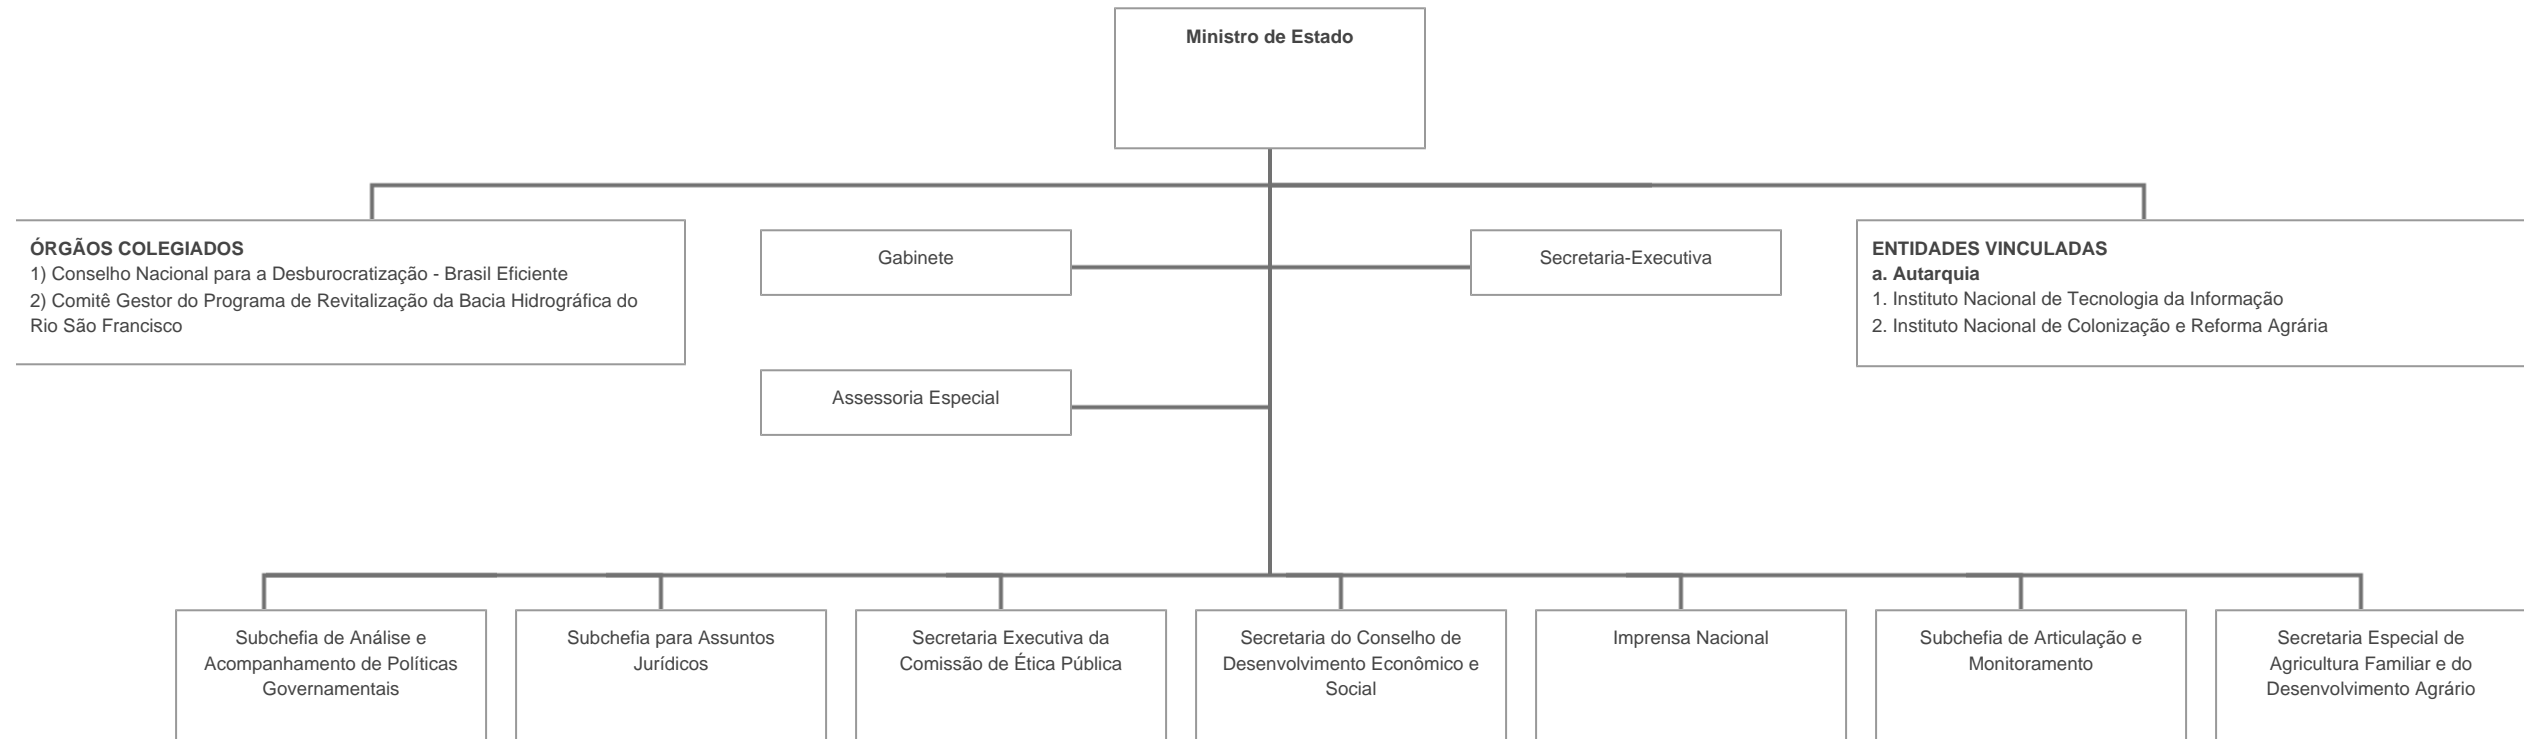 Ministro de Estado
ÓRGÃOS COLEGIADOS
1) Conselho Nacional para a Desburocratização - Brasil Eficiente
2) Comitê Gestor do Programa de Revitalização da Bacia Hidrográfica do
Rio São Francisco
Gabinete
Secretaria-Executiva
ENTIDADES VINCULADAS
a. Autarquia
1. Instituto Nacional de Tecnologia da Informação
2. Instituto Nacional de Colonização e Reforma Agrária
Assessoria Especial
Subchefia de Análise e
Acompanhamento de Políticas
Governamentais
Subchefia para Assuntos
Jurídicos
Secretaria Executiva da
Comissão de Ética Pública
Secretaria do Conselho de
Desenvolvimento Econômico e
Social
Imprensa Nacional
Subchefia de Articulação e
Monitoramento
Secretaria Especial de
Agricultura Familiar e do
Desenvolvimento Agrário